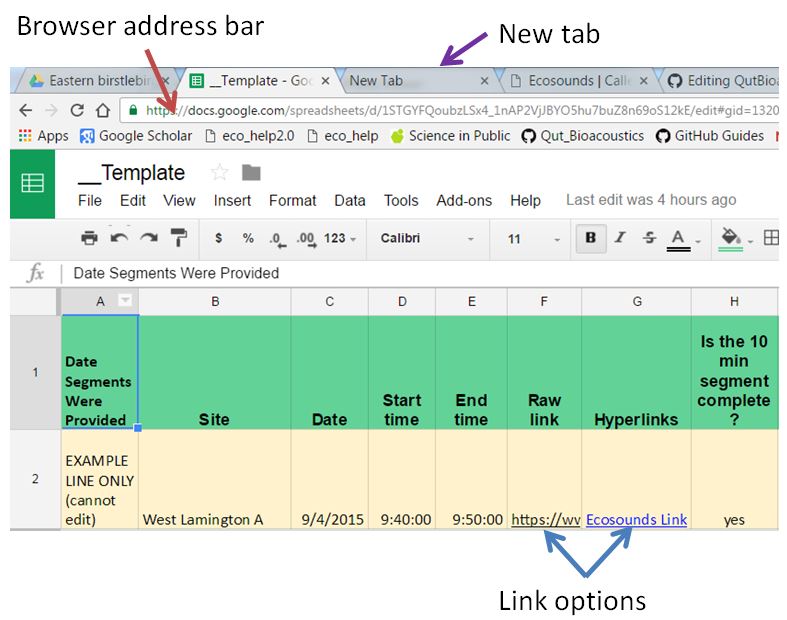 Browser address bar
New tab
Eastern birstlebir
__Template - Goo
New Tab
Ecosounds | Calle
Editing QutBioa
https://docs.google.com/spreadsheets/d/1STGYFQoubzLSx4_1nAP2VjJBYO5hu7buZ8n69oS12kE/edit#gid=1320
Apps Google Scholar eco_help2.0 eco_help Science in Public Qut_Bioacoustics GitHub Guides
__Template
File Edit View Insert Format Data Tools Add-ons Help Last edit was 4 hours ago
$ % .0 .00 123 Calibri 11 B I S A
fx Date Segments Were Provided
A B C D E F G H
1
Date
Segments
Were
Provided
Site
Date
Start
time
End
time
Raw
link
Hyperlinks
Is the 10
min
segment
complete
?
2
EXAMPLE
LINE ONLY
(cannot
edit)
West Lamington A
9/4/2015
9:40:00
9:50:00
https://wv
Ecosounds Link
yes
Link options